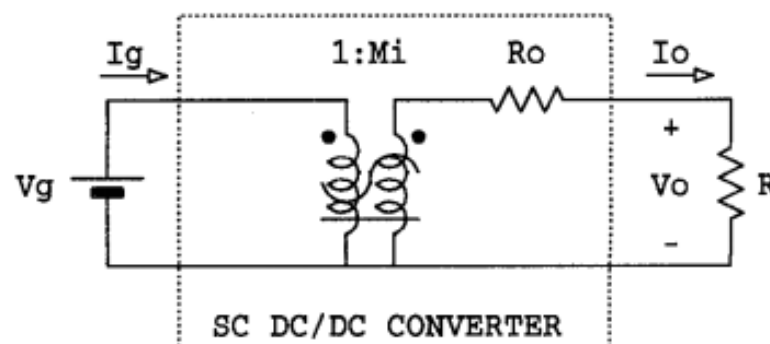 Ig 1:Mi Ro Io
+
Vg Vo R
-
SC DC/DC CONVERTER